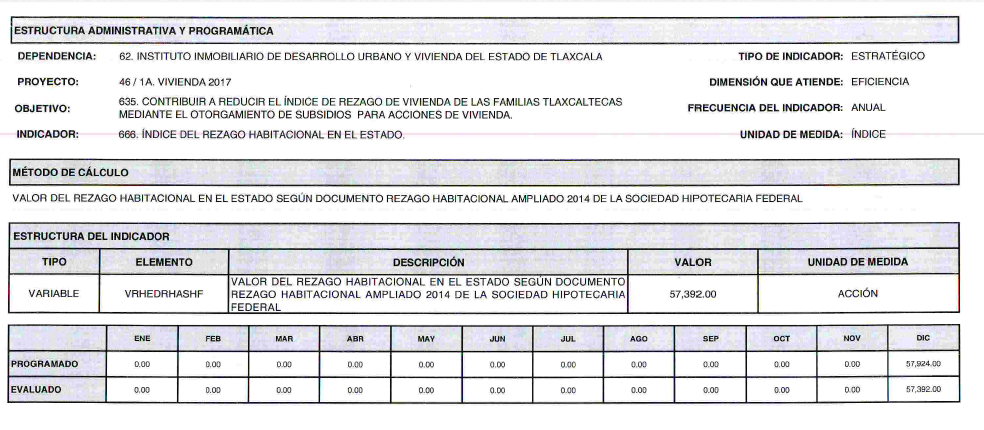 ESTRUCTURA ADMINISTRATIVA Y PROGRAMÁTICA
DEPENDENCIA: 62. INSTITUTO INMOBILIARIO DE DESARROLLO URBANO Y VIVIENDA DEL ESTADO DE TLAXCALA TIPO DE INDICADOR: ESTRATÉGICO
PROYECTO: 46 / 1A. VIVIENDA 2017 DIMENSIÓN QUE ATIENDE: EFICIENCIA
OBJETIVO: 635. CONTRIBUIR A REDUCIR EL ÍNDICE DE REZAGO DE VIVIENDA DE LAS FAMILIAS TLAXCALTECAS
MEDIANTE EL OTORGAMIENTO DE SUBSIDIOS PARA ACCIONES DE VIVIENDA. FRECUENCIA DEL INDICADOR: ANUAL
INDICADOR: 666. ÍNDICE DEL REZAGO HABITACIONAL EN EL ESTADO. UNIDAD DE MEDIDA: ÍNDICE
MÉTODO DE CÁLCULO
VALOR DEL REZAGO HABITACIONAL EN EL ESTADO SEGÚN DOCUMENTO REZAGO HABITACIONAL AMPLIADO 2014 DE LA SOCIEDAD HIPOTECARIA FEDERAL
ESTRUCTURA DEL INDICADOR
TIPO ELEMENTO DESCRIPCIÓN VALOR UNIDAD DE MEDIDA
VARIABLE VRHEDRHASHF VALOR DEL REZAGO HABITACIONAL EN EL ESTADO SEGÚN DOCUMENTO
REZAGO HABITACIONAL AMPLIADO 2014 DE LA SOCIEDAD HIPOTECARIA
FEDERAL 57,392.00 ACCIÓN
ENE FEB MAR ABR MAY JUN JUL AGO SEP OCT NOV DIC
PROGRAMADO 0.00 0.00 0.00 0.00 0.00 0.00 0.00 0.00 0.00 0.00 0.00 57,924.00
EVALUADO 0.00 0.00 0.00 0.00 0.00 0.00 0.00 0.00 0.00 0.00 0.00 57,392.00